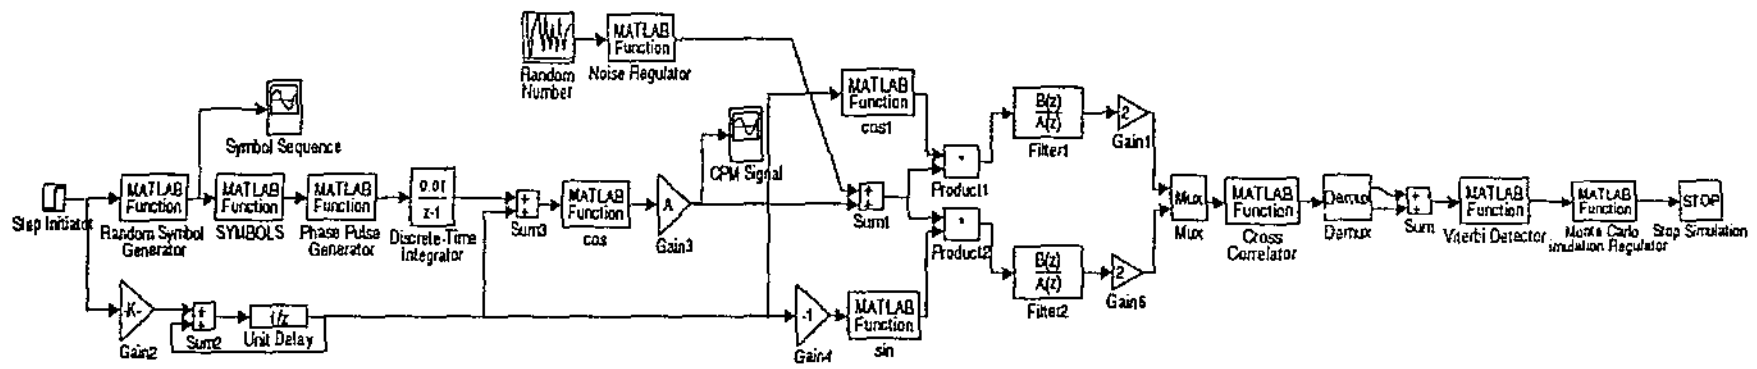 MATLAB
Function
Random
Number
Noise Regulator
MATLAB
Function
cos1
B(z)
A(z)
Filter1
2
Gain1
Symbol Sequence
CPM Signal
Step Initiator
MATLAB
Function
Random Symbol
Generator
MATLAB
Function
SYMBOLS
MATLAB
Function
Phase Pulse
Generator
0.01
z-1
Discrete-Time
Integrator
+
+
Sum3
MATLAB
Function
cos
A
Gain3
+
+
Sum1
*
Product1
*
Product2
Mux
Mux
MATLAB
Function
Cross
Correlator
Demux
Demux
+
+
Sum
MATLAB
Function
Viterbi Detector
MATLAB
Function
Monte Carlo
imulation Regulator
STOP
Stop Simulation
B(z)
A(z)
Filter2
2
-K-
Gain2
+
+
Sum2
Unit Delay
-1
Gain4
MATLAB
Function
sin